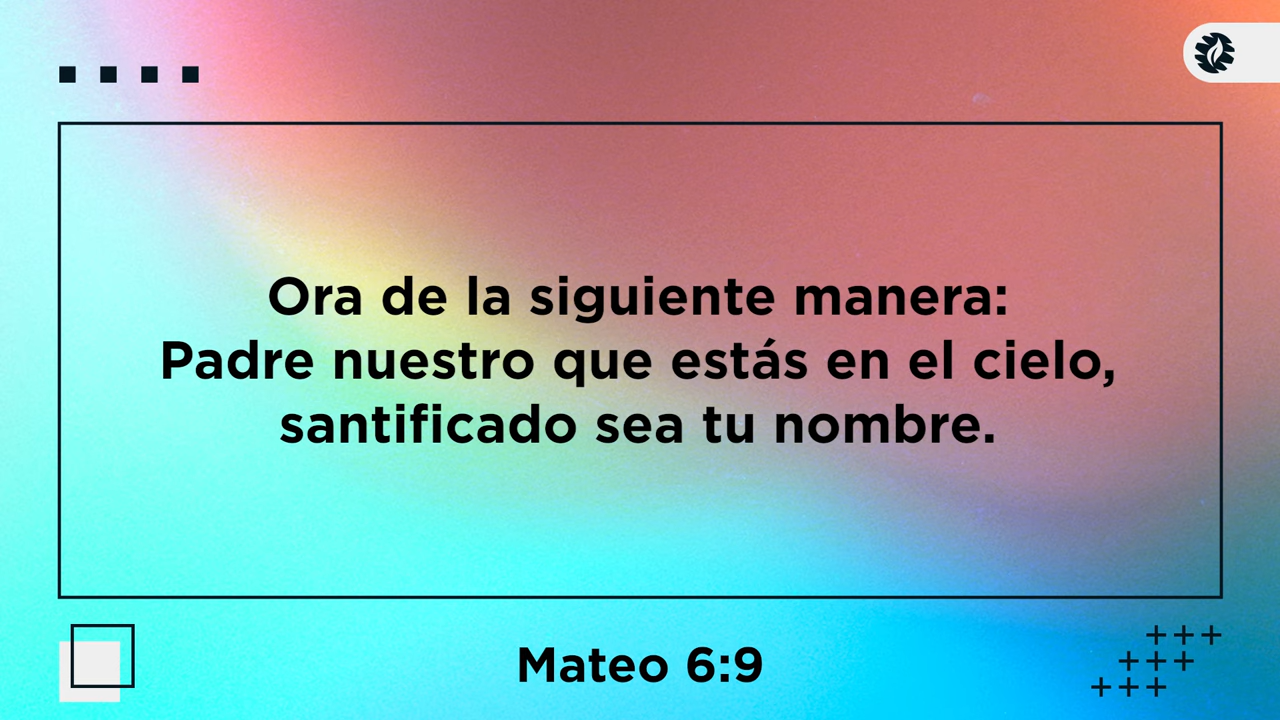 Ora de la siguiente manera:
Padre nuestro que estás en el cielo,
santificado sea tu nombre.
Mateo 6:9